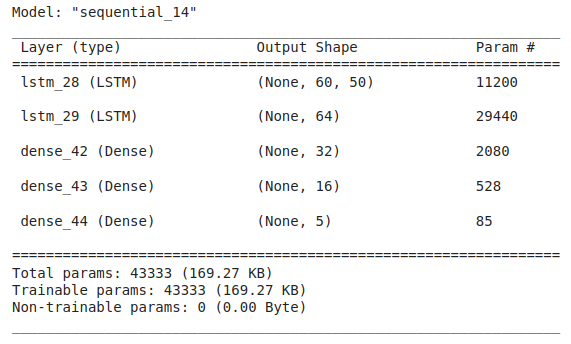 Model: "sequential_14"
Layer (type) Output Shape Param #
lstm_28 (LSTM) (None, 60, 50) 11200
lstm_29 (LSTM) (None, 64) 29440
dense_42 (Dense) (None, 32) 2080
dense_43 (Dense) (None, 16) 528
dense_44 (Dense) (None, 5) 85
Total params: 43333 (169.27 KB)
Trainable params: 43333 (169.27 KB)
Non-trainable params: 0 (0.00 Byte)